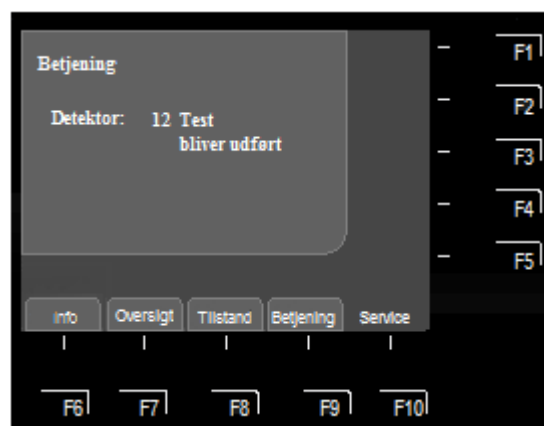 Betjening
Detektor: 12 Test
bliver udført
F1
F2
F3
F4
F5
Info Oversigt Tilstand Betjening Service
F6 F7 F8 F9 F10